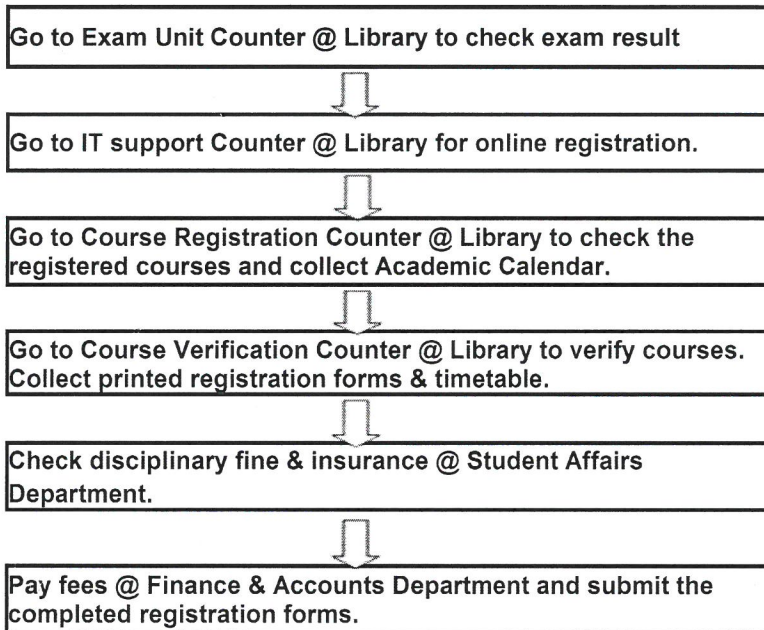 Go to Exam Unit Counter @ Library to check exam result
Go to IT support Counter @ Library for online registration.
Go to Course Registration Counter @ Library to check the
registered courses and collect Academic Calendar.
Go to Course Verification Counter @ Library to verify courses.
Collect printed registration forms & timetable.
Check disciplinary fine & insurance @ Student Affairs
Department.
Pay fees @ Finance & Accounts Department and submit the
completed registration forms.